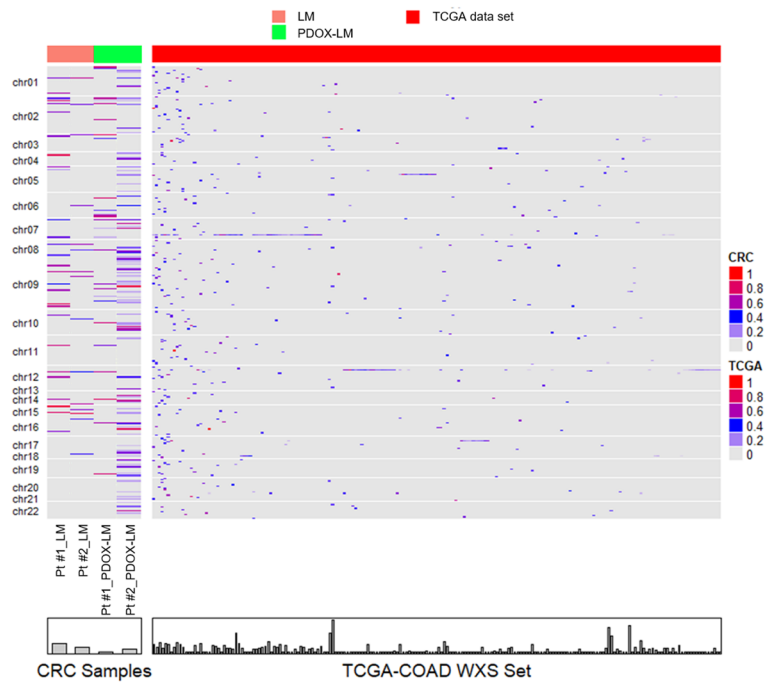 LM
PDOX-LM
TCGA data set
chr01
chr02
chr03
chr04
chr05
chr06
chr07
chr08
chr09
chr10
chr11
chr12
chr13
chr14
chr15
chr16
chr17
chr18
chr19
chr20
chr21
chr22
CRC
1
0.8
0.6
0.4
0.2
0
TCGA
1
0.8
0.6
0.4
0.2
0
Pt #1_LM
Pt #2_LM
Pt #1_PDOX-LM
Pt #2_PDOX-LM
CRC Samples
TCGA-COAD WXS Set